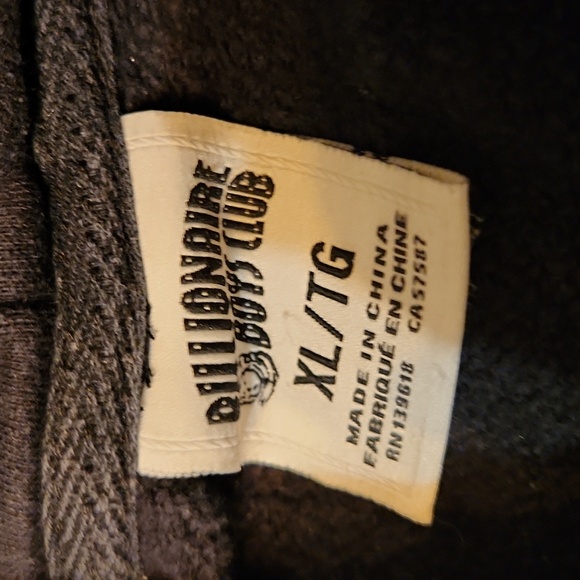 BILLIONAIRE
BOYS CLUB
XL/TG
MADE IN CHINA
FABRIQUÉ EN CHINE
RN139618 CA57587